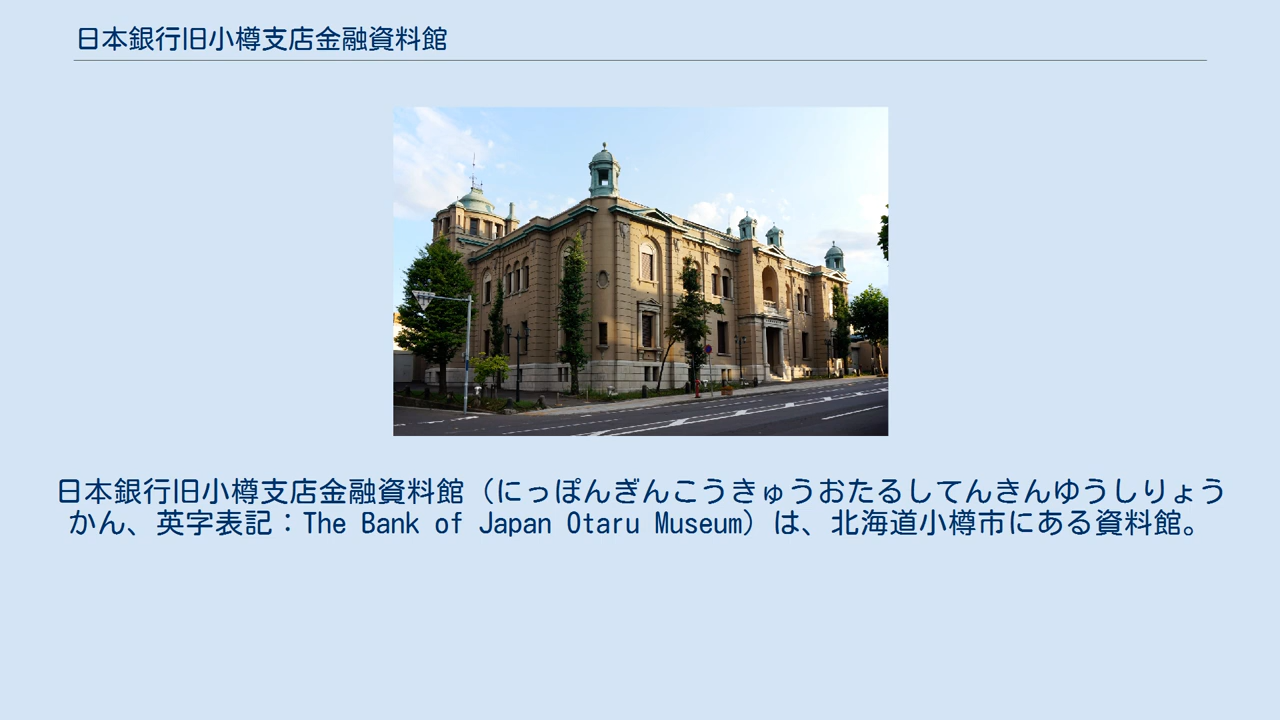 日本銀行旧小樽支店金融資料館
日本銀行旧小樽支店金融資料館（にっぽんぎんこうきゅうおたるしてんきんゆうしりょう
かん、英字表記：The Bank of Japan Otaru Museum）は、北海道小樽市にある資料館。